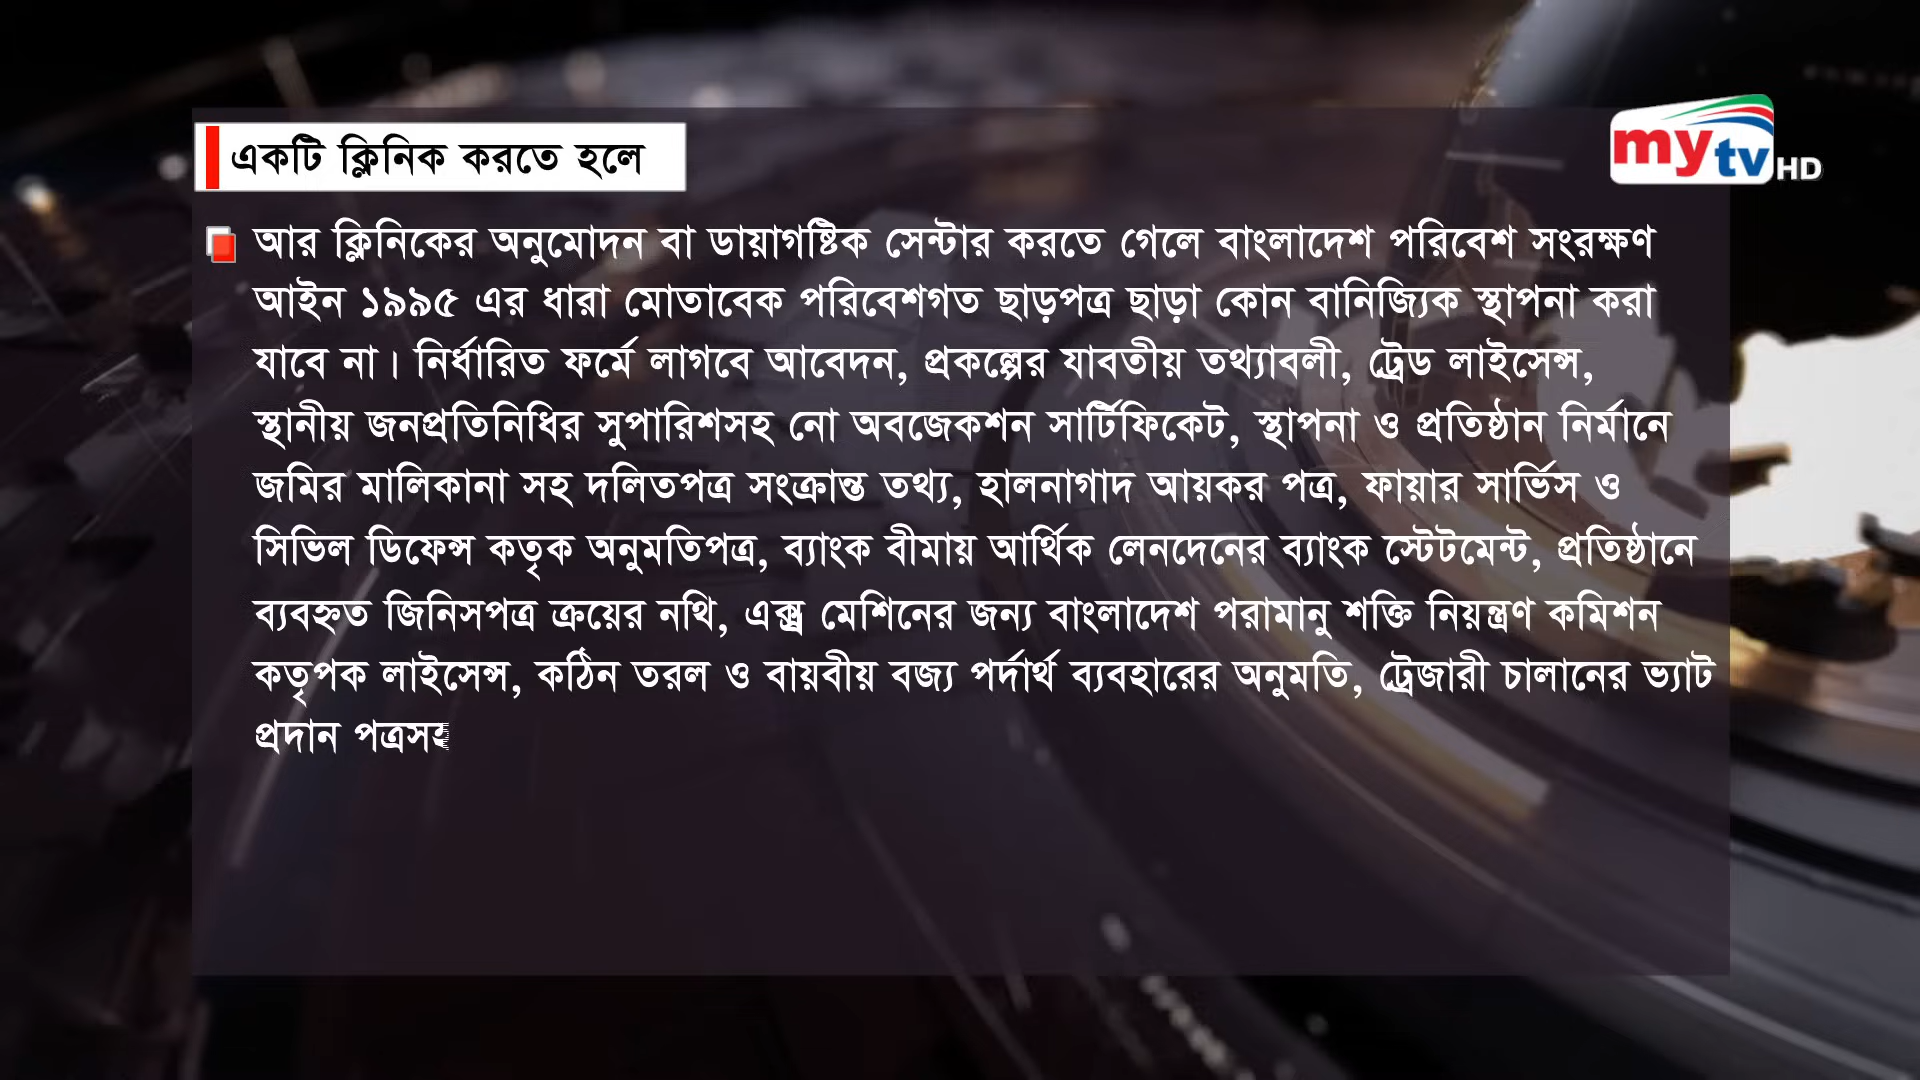 একটি ক্লিনিক করতে হলে
mytv HD
আর ক্লিনিকের অনুমোদন বা ডায়াগষ্টিক সেন্টার করতে গেলে বাংলাদেশ পরিবেশ সংরক্ষণ
আইন ১৯৯৫ এর ধারা মোতাবেক পরিবেশগত ছাড়পত্র ছাড়া কোন বানিজ্যিক স্থাপনা করা
যাবে না। নির্ধারিত ফর্মে লাগবে আবেদন, প্রকল্পের যাবতীয় তথ্যাবলী, ট্রেড লাইসেন্স,
স্থানীয় জনপ্রতিনিধির সুপারিশসহ নো অবজেকশন সার্টিফিকেট, স্থাপনা ও প্রতিষ্ঠান নির্মানে
জমির মালিকানা সহ দলিতপত্র সংক্রান্ত তথ্য, হালনাগাদ আয়কর পত্র, ফায়ার সার্ভিস ও
সিভিল ডিফেন্স কতৃক অনুমতিপত্র, ব্যাংক বীমায় আর্থিক লেনদেনের ব্যাংক স্টেটমেন্ট, প্রতিষ্ঠানে
ব্যবহৃত জিনিসপত্র ক্রয়ের নথি, এক্স্র মেশিনের জন্য বাংলাদেশ পরামানু শক্তি নিয়ন্ত্রণ কমিশন
কতৃপক লাইসেন্স, কঠিন তরল ও বায়বীয় বজ্য পর্দার্থ ব্যবহারের অনুমতি, ট্রেজারী চালানের ভ্যাট
প্রদান পত্রসহ